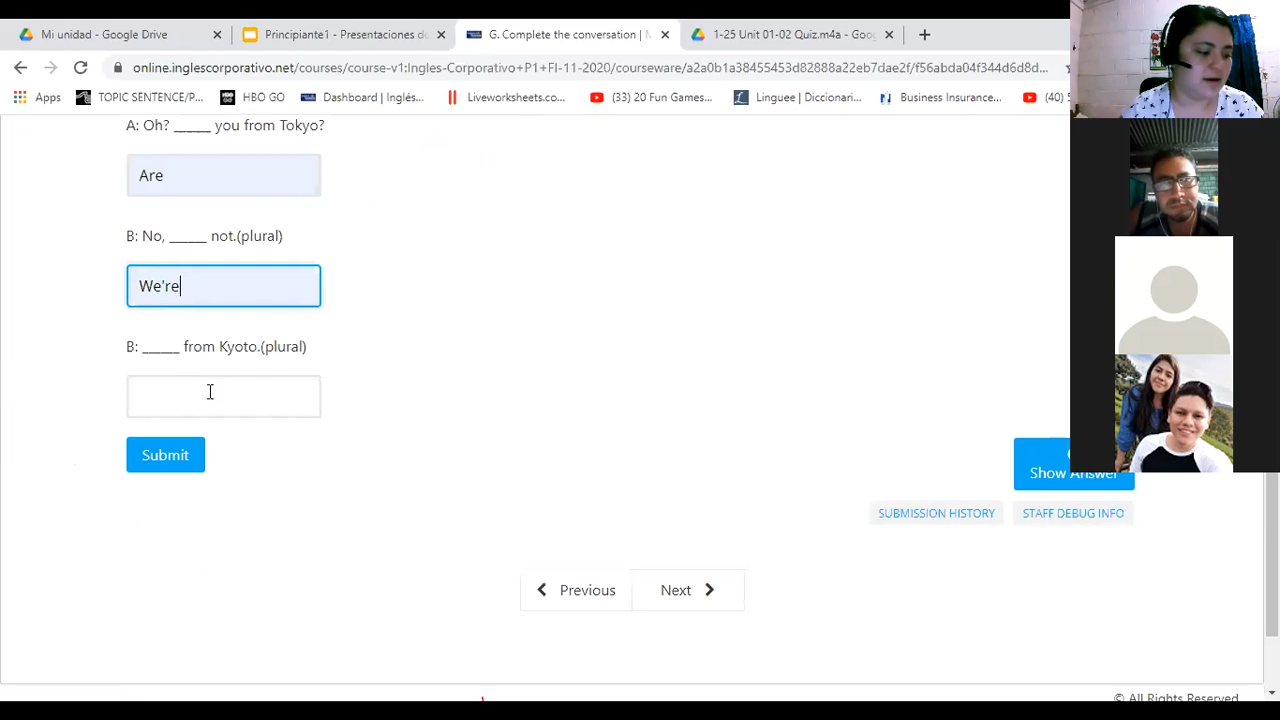 Mi unidad - Google Drive
Principiante1 - Presentaciones de
G. Complete the conversation | M
1-25 Unit 01-02 Quiz.m4a - Goo
online.inglescorporativo.net/courses/course-v1:Ingles-Corporativo+P1+FI-11-2020/courseware/a2a0b1a38455453d82888a22eb7de2f/f56abda04f344d6d8d...
Apps
TOPIC SENTENCE/P...
HBO GO
Dashboard | Inglés...
Liveworksheets.co...
(33) 20 Fun Games...
Linguee | Diccionari...
Business Insurance...
(40) 5
A: Oh? _____ you from Tokyo?
Are
B: No, _____ not.(plural)
We're
B: _____ from Kyoto.(plural)
Submit
Show Answer
SUBMISSION HISTORY
STAFF DEBUG INFO
Previous
Next
© All Rights Reserved